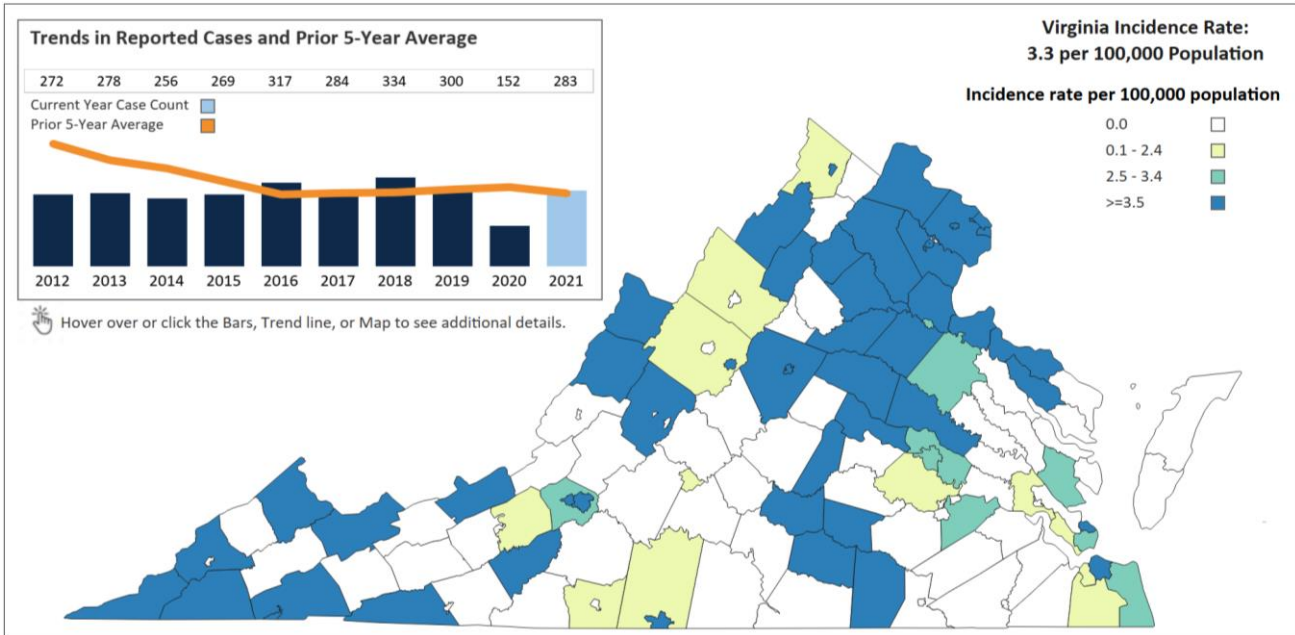 Trends in Reported Cases and Prior 5-Year Average
272 278 256 269 317 284 334 300 152 283
Current Year Case Count
Prior 5-Year Average
2012 2013 2014 2015 2016 2017 2018 2019 2020 2021
Hover over or click the Bars, Trend line, or Map to see additional details.
Virginia Incidence Rate:
3.3 per 100,000 Population
Incidence rate per 100,000 population
0.0
0.1 - 2.4
2.5 - 3.4
>=3.5